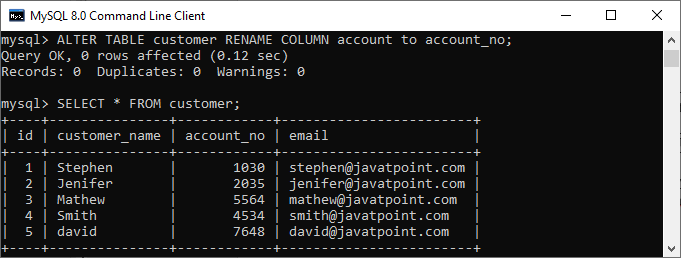 MySQL 8.0 Command Line Client
mysql> ALTER TABLE customer RENAME COLUMN account to account_no;
Query OK, 0 rows affected (0.12 sec)
Records: 0  Duplicates: 0  Warnings: 0
mysql> SELECT * FROM customer;
+----+---------------+------------+------------------------+
| id | customer_name | account_no | email                  |
+----+---------------+------------+------------------------+
|  1 | Stephen       |       1030 | stephen@javatpoint.com |
|  2 | Jenifer       |       2035 | jenifer@javatpoint.com |
|  3 | Mathew        |       5564 | mathew@javatpoint.com  |
|  4 | Smith         |       4534 | smith@javatpoint.com   |
|  5 | david         |       7648 | david@javatpoint.com   |
+----+---------------+------------+------------------------+